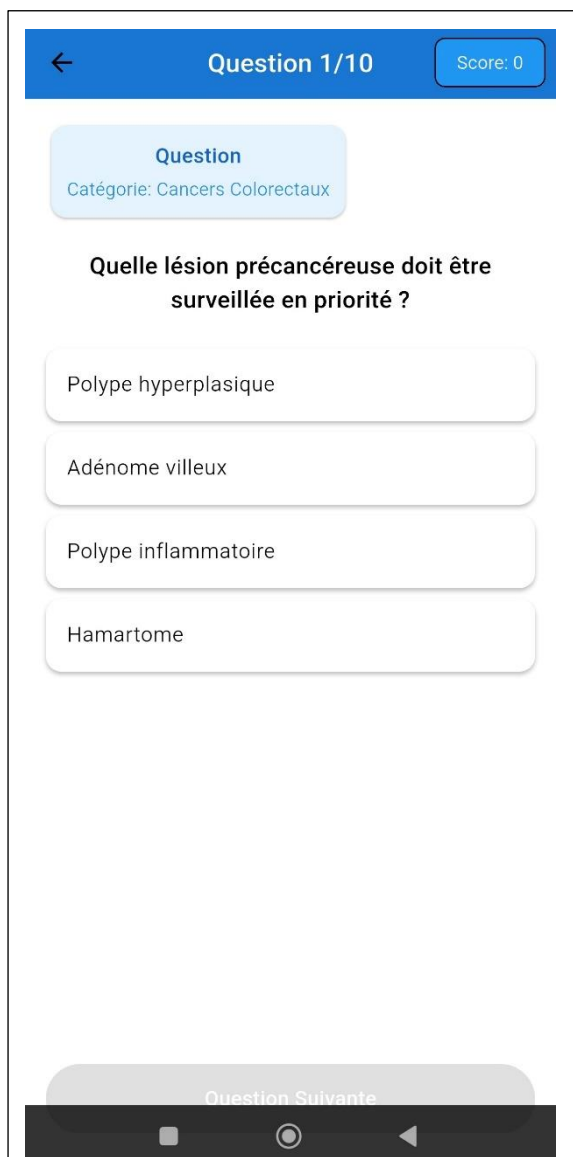 Question 1/10
Score: 0
Question
Catégorie: Cancers Colorectaux
Quelle lésion précancéreuse doit être
surveillée en priorité ?
Polype hyperplasique
Adénome villeux
Polype inflammatoire
Hamartome
Question Suivante